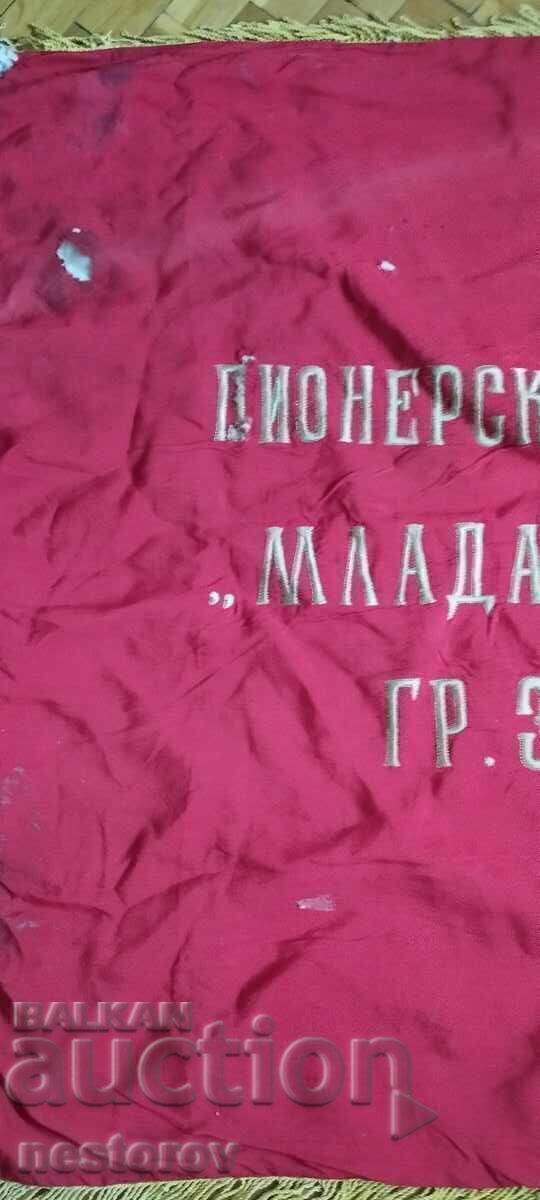 ПИОНЕРСК
„МЛАДА
ГР. З
BALKAN
auction
nestorov